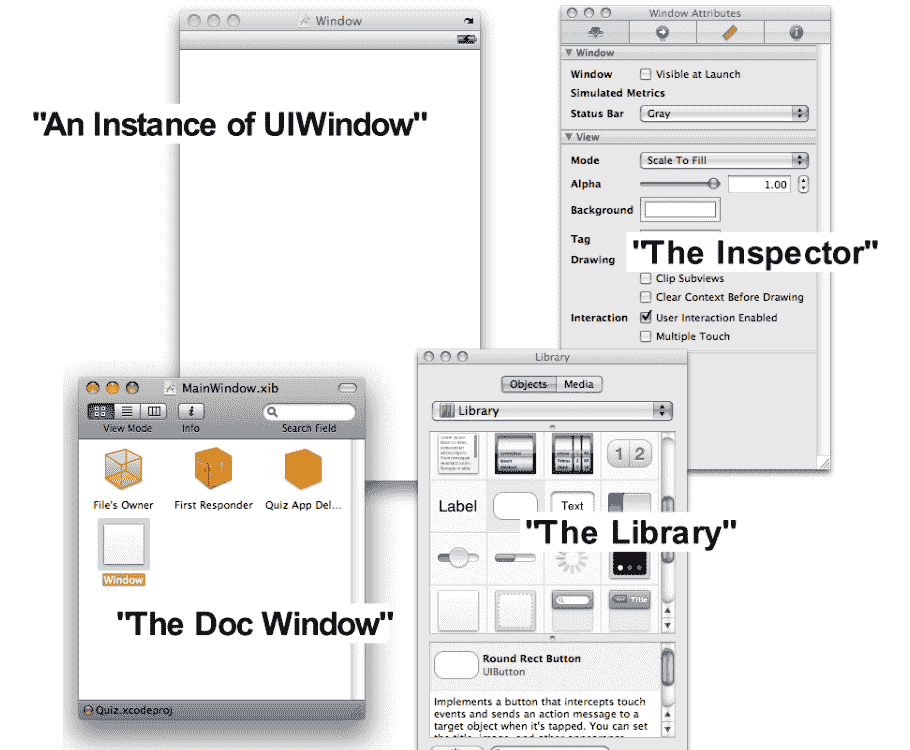 Window
"An Instance of UIWindow"
Window Attributes
Window
Window Visible at Launch
Simulated Metrics
Status Bar Gray
View
Mode Scale To Fill
Alpha 1.00
Background
Tag
"The Inspector"
Drawing
Clip Subviews
Clear Context Before Drawing
Interaction User Interaction Enabled
Multiple Touch
MainWindow.xib
View Mode Info Search Field
File's Owner First Responder Quiz App Del...
Window
"The Doc Window"
Quiz.xcodeproj
Library
Objects Media
Library
1 2
Label Text
"The Library"
Title
Round Rect Button
UIButton
Implements a button that intercepts touch
events and sends an action message to a
target object when it's tapped. You can set